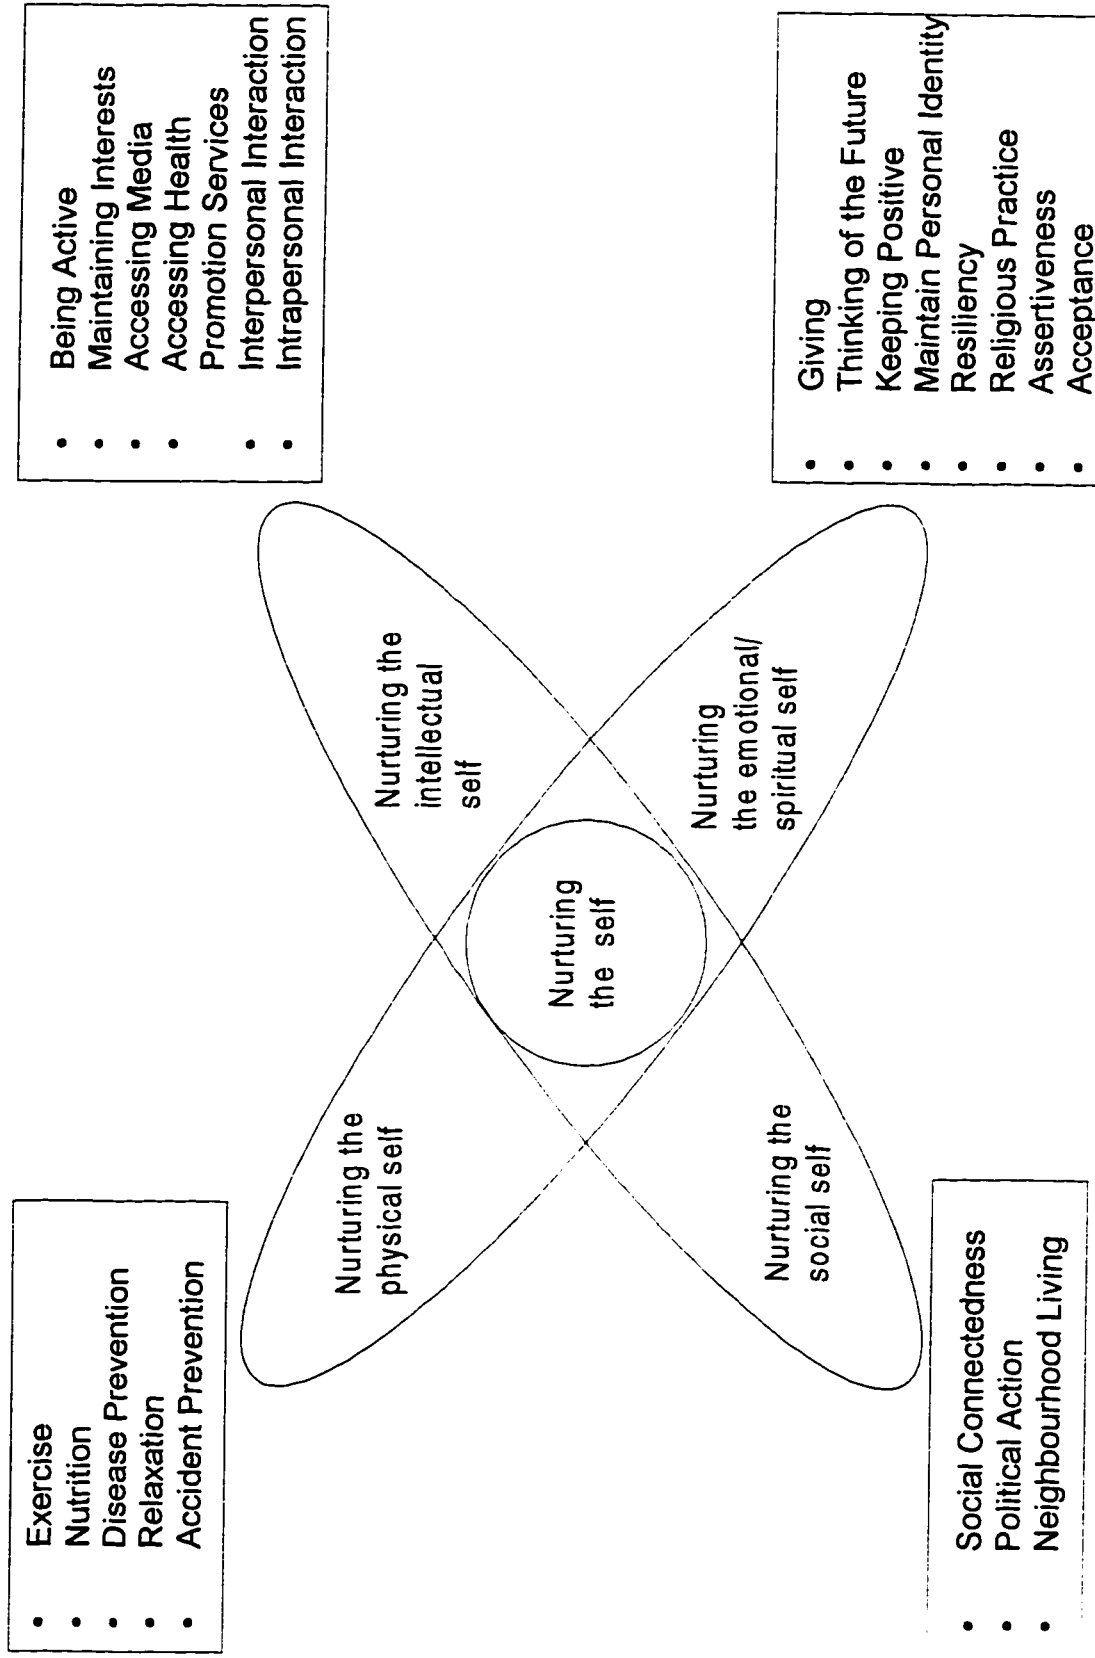 • Exercise
• Nutrition
• Disease Prevention
• Relaxation
• Accident Prevention
• Being Active
• Maintaining Interests
• Accessing Media
• Accessing Health
Promotion Services
• Interpersonal Interaction
• Intrapersonal Interaction
Nurturing the
physical self
Nurturing the
intellectual
self
Nurturing
the self
Nurturing the
social self
Nurturing
the emotional/
spiritual self
• Social Connectedness
• Political Action
• Neighbourhood Living
• Giving
• Thinking of the Future
• Keeping Positive
• Maintain Personal Identity
• Resiliency
• Religious Practice
• Assertiveness
• Acceptance